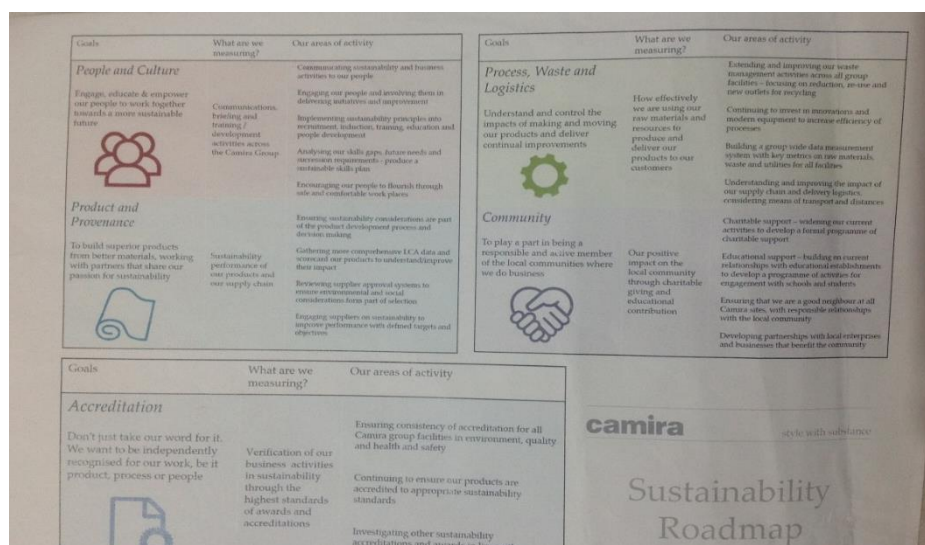 Goals
What are we
measuring?
Our areas of activity
People and Culture
Engage, educate & empower
our people to work together
towards a more sustainable
future
Communications,
briefing and
training /
development
activities across
the Camira Group
Communicating sustainability and business
activities to our people
Engaging our people and involving them in
delivering initiatives and improvement
Implementing sustainability principles into
recruitment, induction, training, education and
people development
Analysing our skills gaps, future needs and
succession requirements - produce a
sustainable skills plan
Encouraging our people to flourish through
safe and comfortable work places
Product and
Provenance
To build superior products
from better materials, working
with partners that share our
passion for sustainability
Sustainability
performance of
our products and
our supply chain
Ensuring sustainability considerations are part
of the product development process and
decision making
Gathering more comprehensive LCA data and
scorecard our products to understand/improve
their impact
Reviewing supplier approval systems to
ensure environmental and social
considerations form part of selection
Engaging suppliers on sustainability to
improve performance with defined targets and
objectives
Goals
What are we
measuring?
Our areas of activity
Process, Waste and
Logistics
Understand and control the
impacts of making and moving
our products and deliver
continual improvements
How effectively
we are using our
raw materials and
resources to
produce and
deliver our
products to our
customers
Extending and improving our waste
management activities across all group
facilities – focusing on reduction, re-use and
new outlets for recycling
Continuing to invest in innovations and
modern equipment to increase efficiency of
processes
Building a group wide data measurement
system with key metrics on raw materials,
waste and utilities for all facilities
Understanding and improving the impact of
our supply chain and delivery logistics,
considering means of transport and distances
Community
To play a part in being a
responsible and active member
of the local communities where
we do business
Our positive
impact on the
local community
through charitable
giving and
educational
contribution
Charitable support – widening our current
activities to develop a formal programme of
charitable support
Educational support – building on current
relationships with educational establishments
to develop a programme of activities for
engagement with schools and students
Ensuring that we are a good neighbour at all
Camira sites, with responsible relationships
with the local community
Developing partnerships with local enterprises
and businesses that benefit the community
Goals
What are we
measuring?
Our areas of activity
Accreditation
Don't just take our word for it.
We want to be independently
recognised for our work, be it
product, process or people
Verification of our
business activities
in sustainability
through the
highest standards
of awards and
accreditations
Ensuring consistency of accreditation for all
Camira group facilities in environment, quality
and health and safety
Continuing to ensure our products are
accredited to appropriate sustainability
standards
Investigating other sustainability
accreditations and awards
camira
style with substance
Sustainability
Roadmap